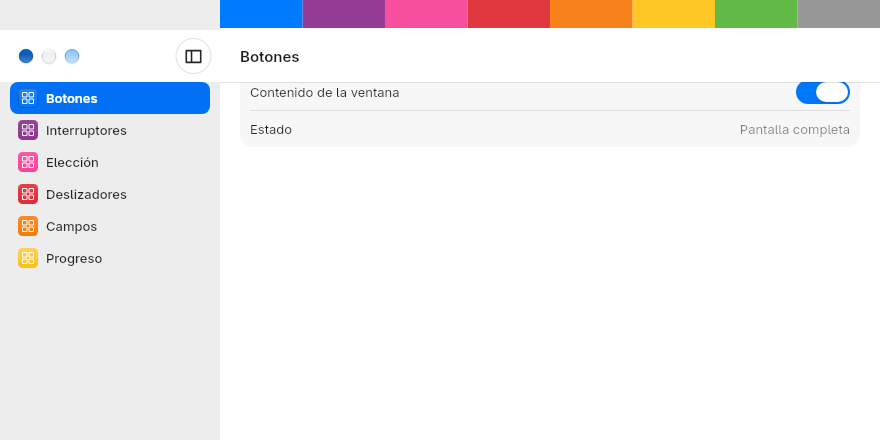 Botones
Botones
Interruptores
Elección
Deslizadores
Campos
Progreso
Contenido de la ventana
Estado
Pantalla completa